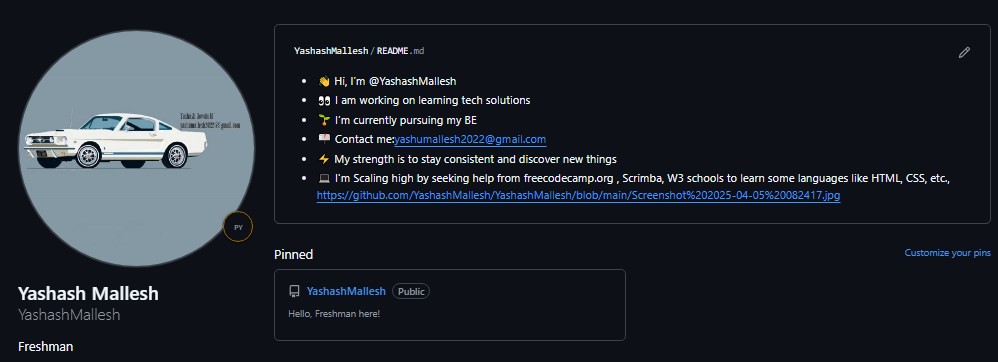 YashashMallesh / README.md
👋 Hi, I'm @YashashMallesh
👀 I am working on learning tech solutions
🌱 I'm currently pursuing my BE
Contact me:yashumallesh2022@gmail.com
⚡ My strength is to stay consistent and discover new things
💻 I'm Scaling high by seeking help from freecodecamp.org , Scrimba, W3 schools to learn some languages like HTML, CSS, etc.,
https://github.com/YashashMallesh/YashashMallesh/blob/main/Screenshot%202025-04-05%20082417.jpg
PY
Yashash Mallesh
YashashMallesh
Freshman
Pinned
Customize your pins
YashashMallesh Public
Hello, Freshman here!